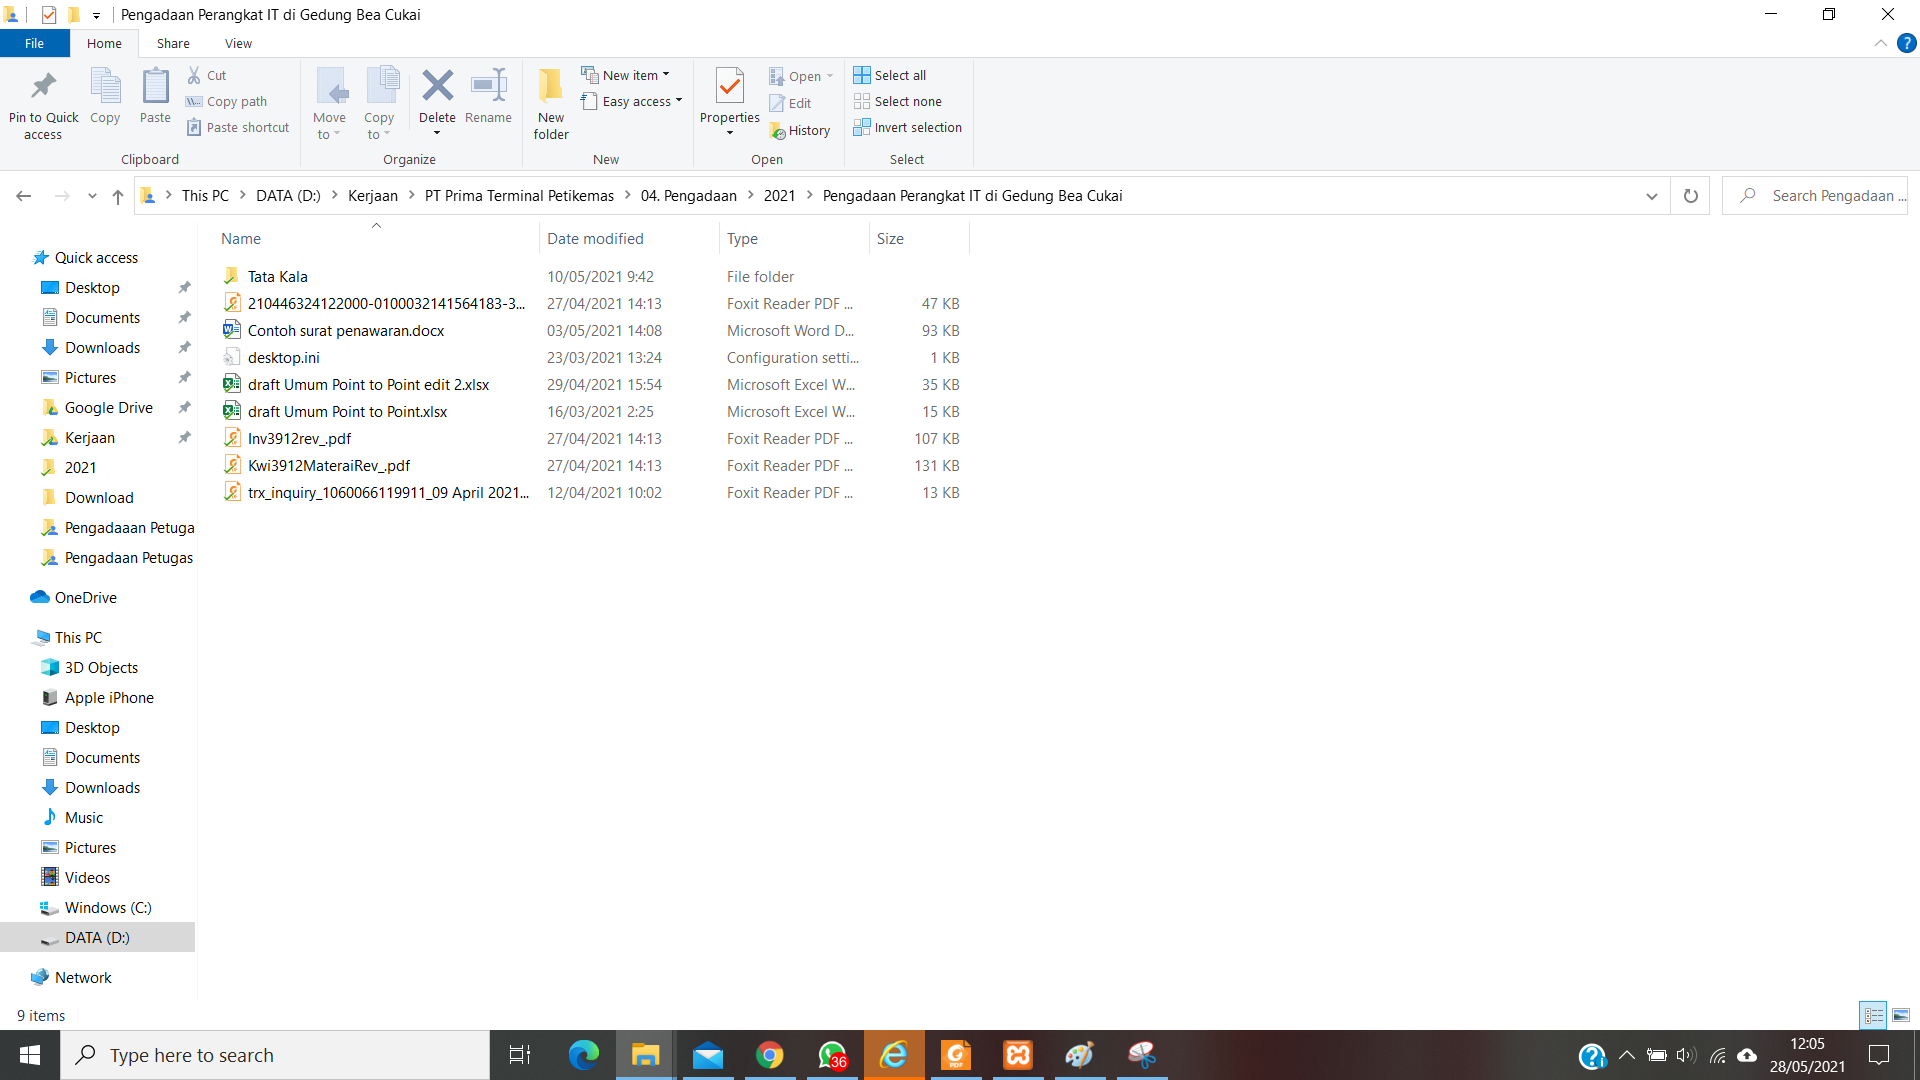 Pengadaan Perangkat IT di Gedung Bea Cukai
File Home Share View
Pin to Quick access
Copy
Paste
Cut
Copy path
Paste shortcut
Clipboard
Move to
Copy to
Delete
Rename
Organize
New folder
New item
Easy access
New
Properties
Open
Edit
History
Open
Select all
Select none
Invert selection
Select
This PC > DATA (D:) > Kerjaan > PT Prima Terminal Petikemas > 04. Pengadaan > 2021 > Pengadaan Perangkat IT di Gedung Bea Cukai
Search Pengadaan ...
Quick access
Desktop
Documents
Downloads
Pictures
Google Drive
Kerjaan
2021
Download
Pengadaaan Petuga
Pengadaan Petugas
OneDrive
This PC
3D Objects
Apple iPhone
Desktop
Documents
Downloads
Music
Pictures
Videos
Windows (C:)
DATA (D:)
Network
Name Date modified Type Size
Tata Kala 10/05/2021 9:42 File folder
210446324122000-0100032141564183-3... 27/04/2021 14:13 Foxit Reader PDF ... 47 KB
Contoh surat penawaran.docx 03/05/2021 14:08 Microsoft Word D... 93 KB
desktop.ini 23/03/2021 13:24 Configuration setti... 1 KB
draft Umum Point to Point edit 2.xlsx 29/04/2021 15:54 Microsoft Excel W... 35 KB
draft Umum Point to Point.xlsx 16/03/2021 2:25 Microsoft Excel W... 15 KB
Inv3912rev_.pdf 27/04/2021 14:13 Foxit Reader PDF ... 107 KB
Kwi3912MateraiRev_.pdf 27/04/2021 14:13 Foxit Reader PDF ... 131 KB
trx_inquiry_1060066119911_09 April 2021... 12/04/2021 10:02 Foxit Reader PDF ... 13 KB
9 items
Type here to search
36
PDF
12:05
28/05/2021